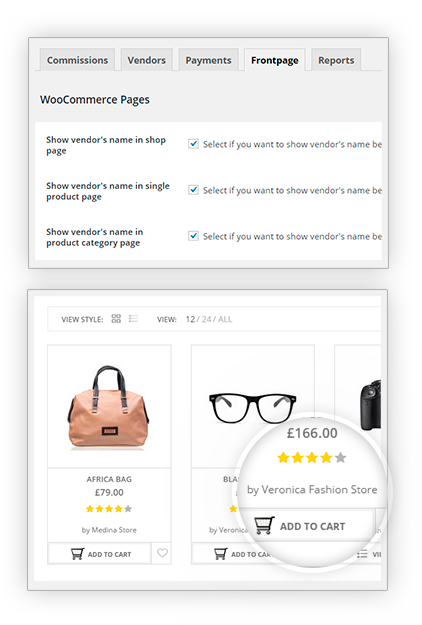 Commissions Vendors Payments Frontpage Reports
WooCommerce Pages
Show vendor's name in shop page
Select if you want to show vendor's name be
Show vendor's name in single product page
Select if you want to show vendor's name be
Show vendor's name in product category page
Select if you want to show vendor's name be
VIEW STYLE: VIEW: 12 / 24 / ALL
AFRICA BAG
£79.00
by Medina Store
ADD TO CART
by Veronica
ADD TO
£166.00
by Veronica Fashion Store
ADD TO CART